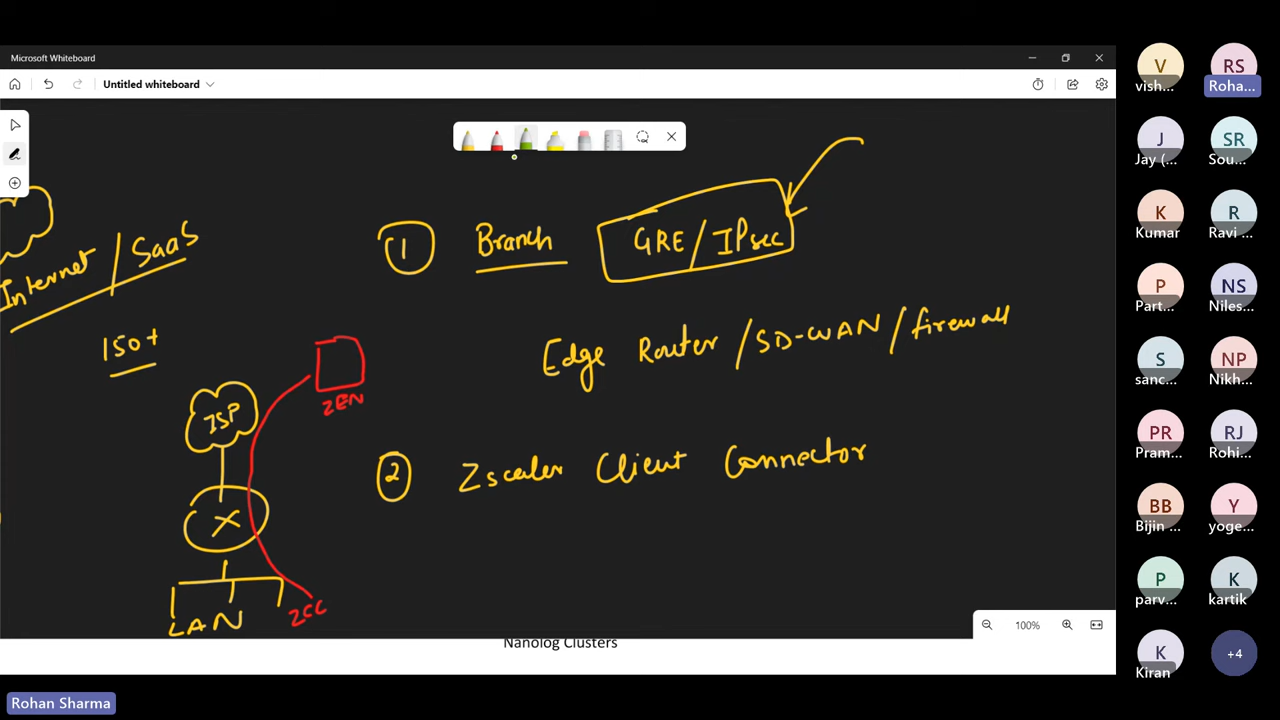 Microsoft Whiteboard
Untitled whiteboard
Internet / SaaS
150+
ISP
X
LAN
ZEN
ZCC
1 Branch GRE/IPsec
Edge Router / SD-WAN / firewall
2 Zscaler Client Connector
100%
Nanolog Clusters
Rohan Sharma
V
vish...
RS
Roha...
J
Jay (...
SR
Sou...
K
Kumar
R
Ravi ...
P
Part...
NS
Niles...
S
sanc...
NP
Nikh...
PR
Pram...
RJ
Rohi...
BB
Bijin ...
Y
yoge...
P
parv...
K
kartik
K
Kiran
+4